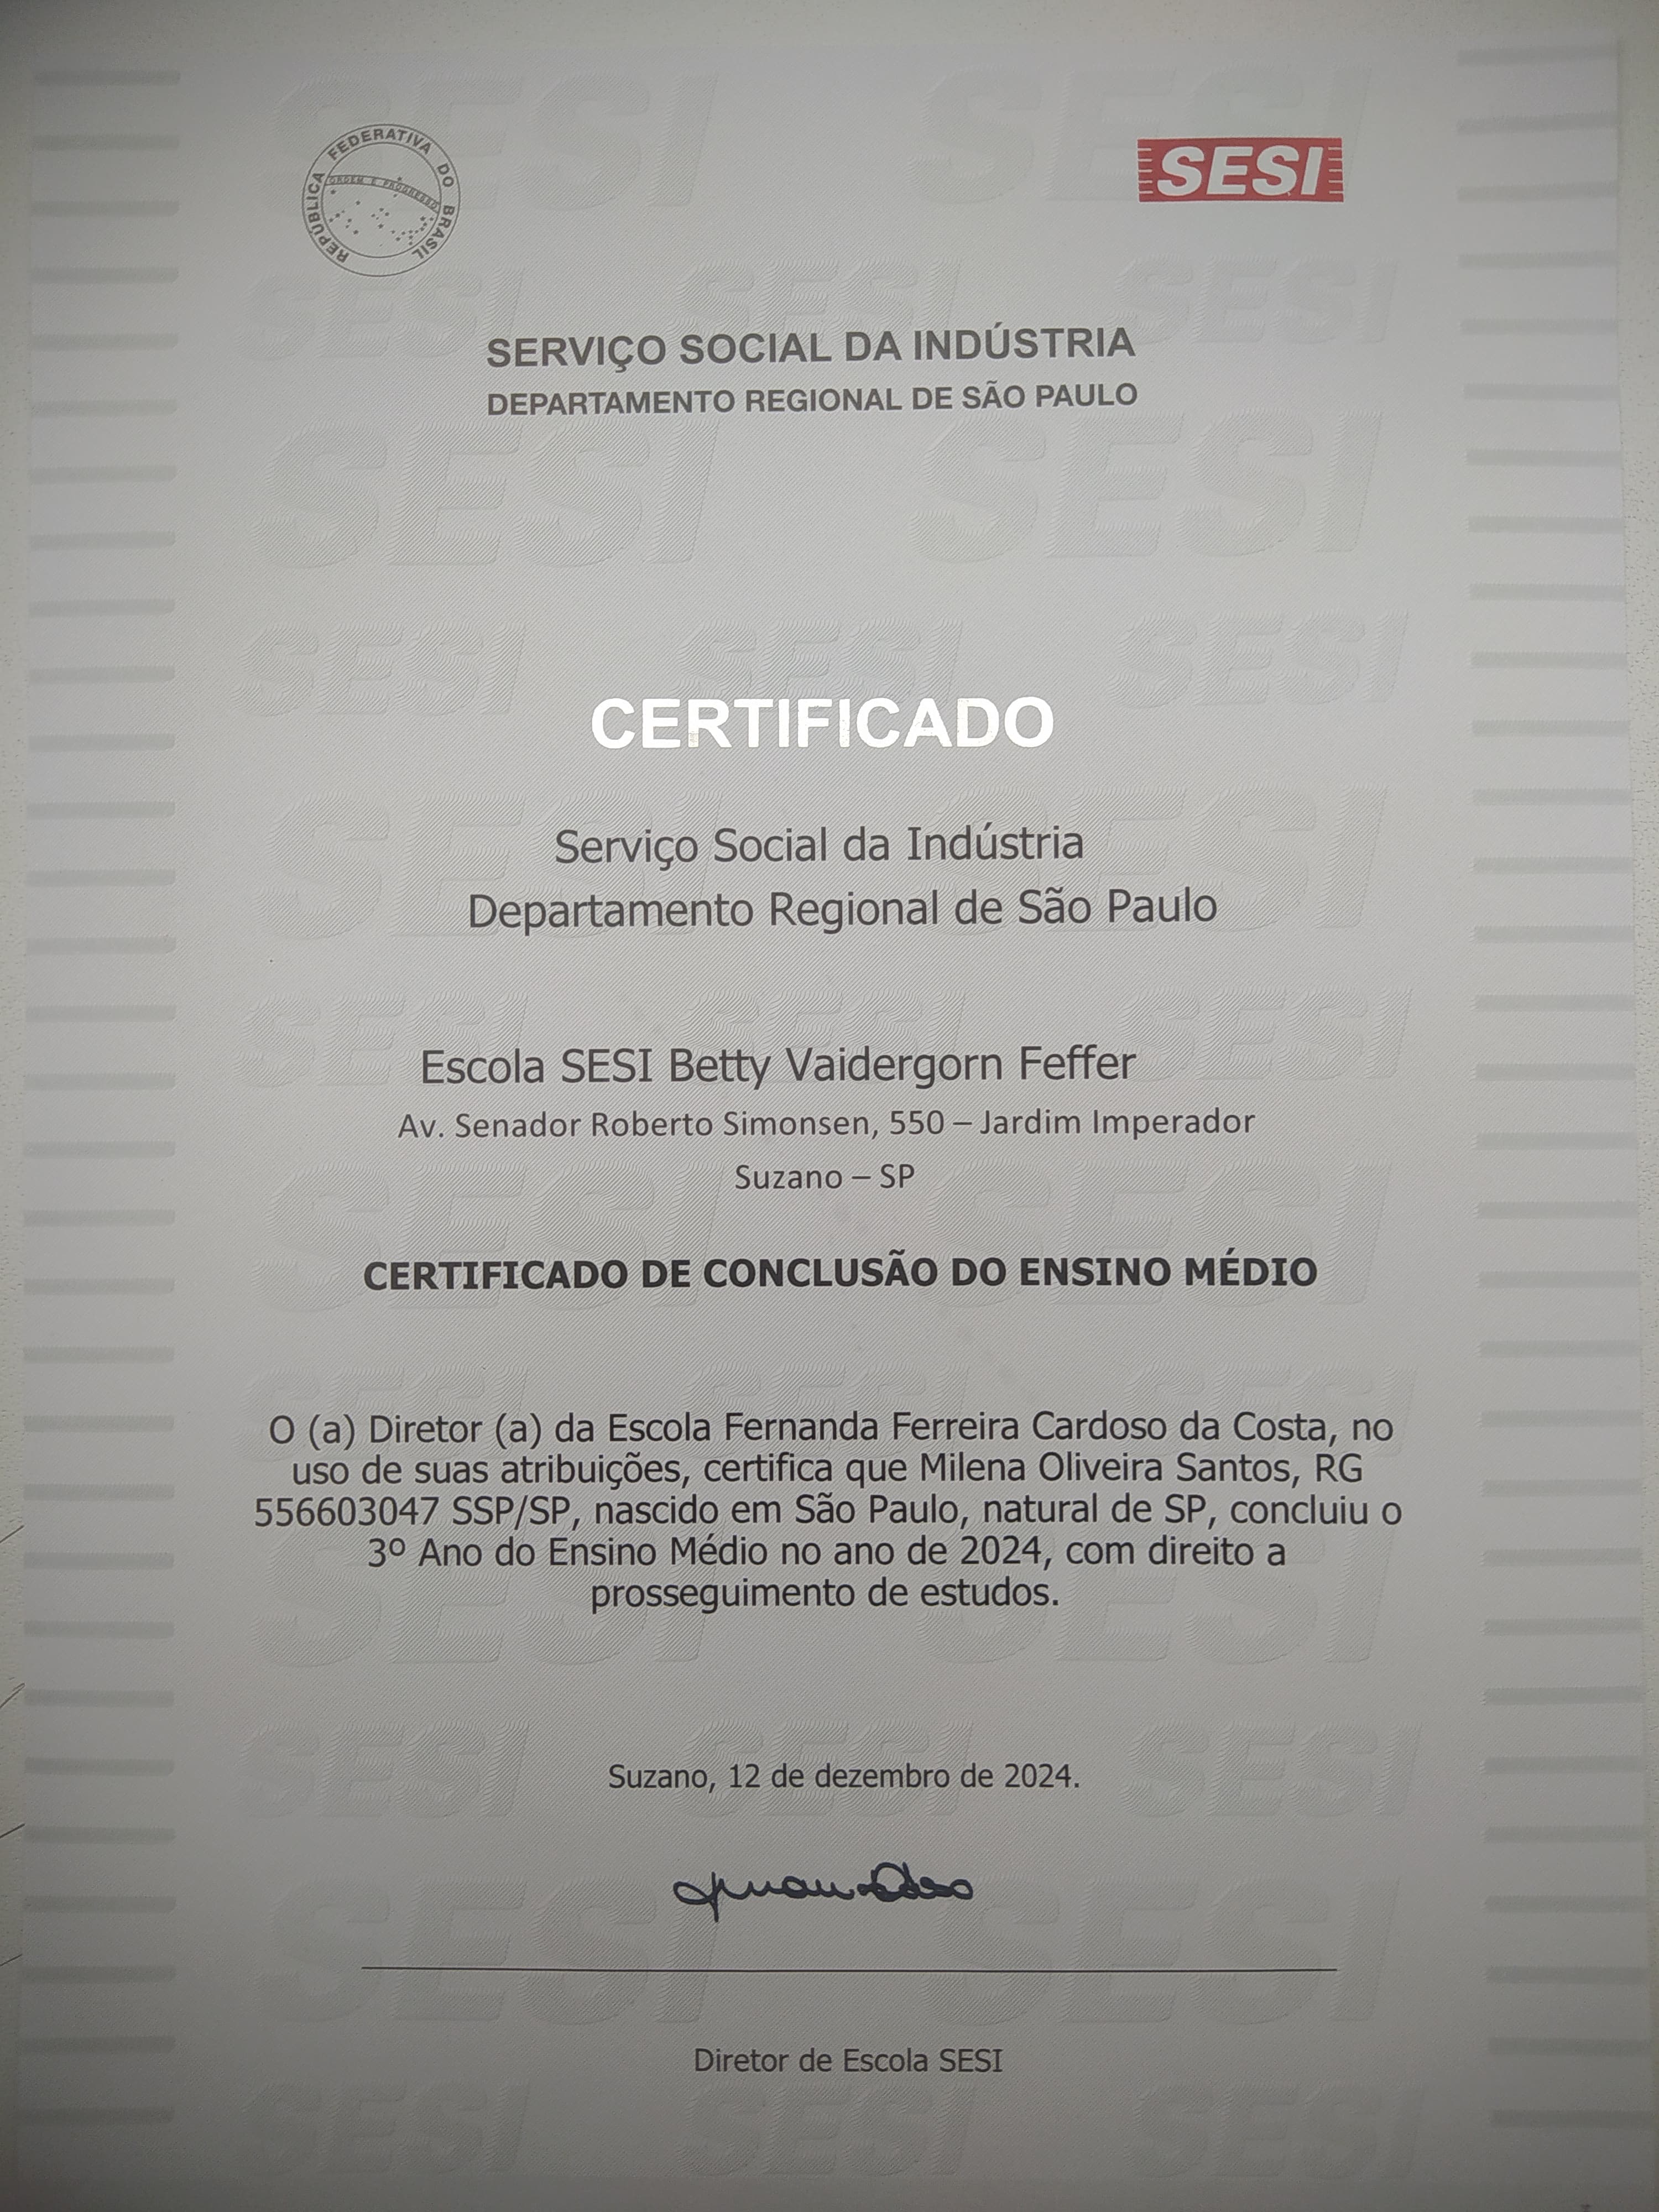 REPÚBLICA FEDERATIVA DO BRASIL
ORDEM E PROGRESSO
SESI
SERVIÇO SOCIAL DA INDÚSTRIA
DEPARTAMENTO REGIONAL DE SÃO PAULO
CERTIFICADO
Serviço Social da Indústria
Departamento Regional de São Paulo
Escola SESI Betty Vaidergorn Feffer
Av. Senador Roberto Simonsen, 550 – Jardim Imperador
Suzano – SP
CERTIFICADO DE CONCLUSÃO DO ENSINO MÉDIO
O (a) Diretor (a) da Escola Fernanda Ferreira Cardoso da Costa, no
uso de suas atribuições, certifica que Milena Oliveira Santos, RG
556603047 SSP/SP, nascido em São Paulo, natural de SP, concluiu o
3º Ano do Ensino Médio no ano de 2024, com direito a
prosseguimento de estudos.
Suzano, 12 de dezembro de 2024.
Diretor de Escola SESI